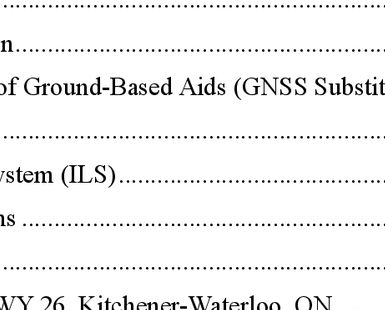 ........................................................
n........................................................
of Ground-Based Aids (GNSS Substit
........................................................
ystem (ILS)........................................
ns ......................................................
........................................................
WY 26, Kitchener-Waterloo, ON